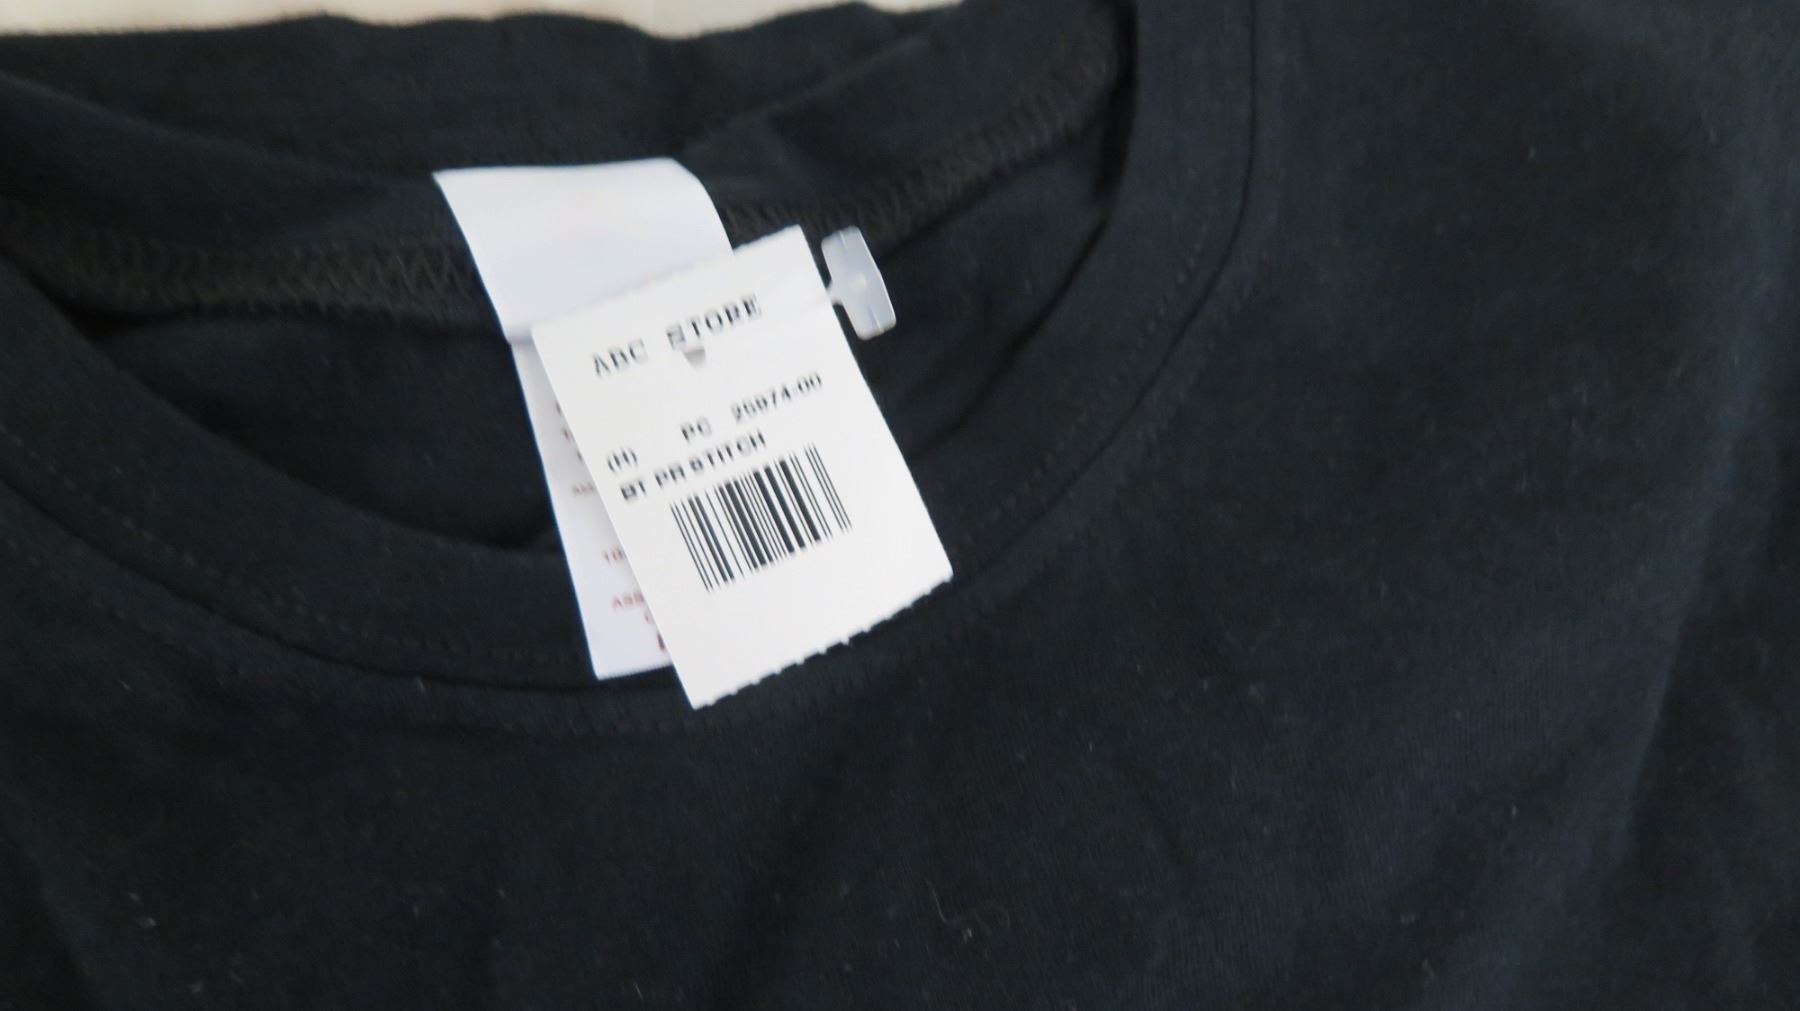 ABC STORE
PC 25974-00
(H)
BT PR STITCH